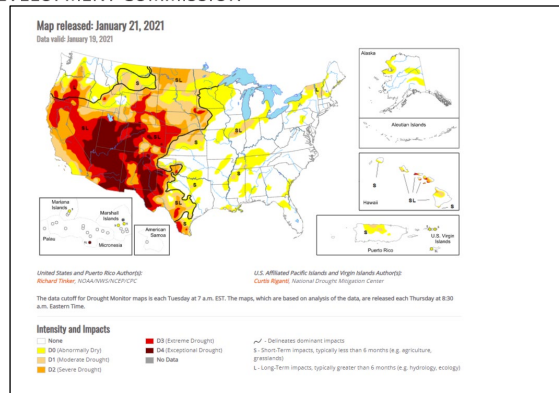 Map released: January 21, 2021
Data valid: January 19, 2021
Alaska
Aleutian Islands
S
Hawaii
SL
S
S
Puerto Rico
U.S. Virgin
Islands
Mariana
Islands
Marshall
Islands
Palau
Micronesia
American
Samoa
S
SL
L
SL
SL
S
S
S
S
SL
S
United States and Puerto Rico Author(s):
Richard Tinker, NOAA/NWS/NCEP/CPC
U.S. Affiliated Pacific Islands and Virgin Islands Author(s):
Curtis Riganti, National Drought Mitigation Center
The data cutoff for Drought Monitor maps is each Tuesday at 7 a.m. EST. The maps, which are based on analysis of the data, are released each Thursday at 8:30
a.m. Eastern Time.
Intensity and Impacts
None
D0 (Abnormally Dry)
D1 (Moderate Drought)
D2 (Severe Drought)
D3 (Extreme Drought)
D4 (Exceptional Drought)
No Data
- Delineates dominant impacts
S - Short-Term impacts, typically less than 6 months (e.g. agriculture,
grasslands)
L - Long-Term impacts, typically greater than 6 months (e.g. hydrology, ecology)